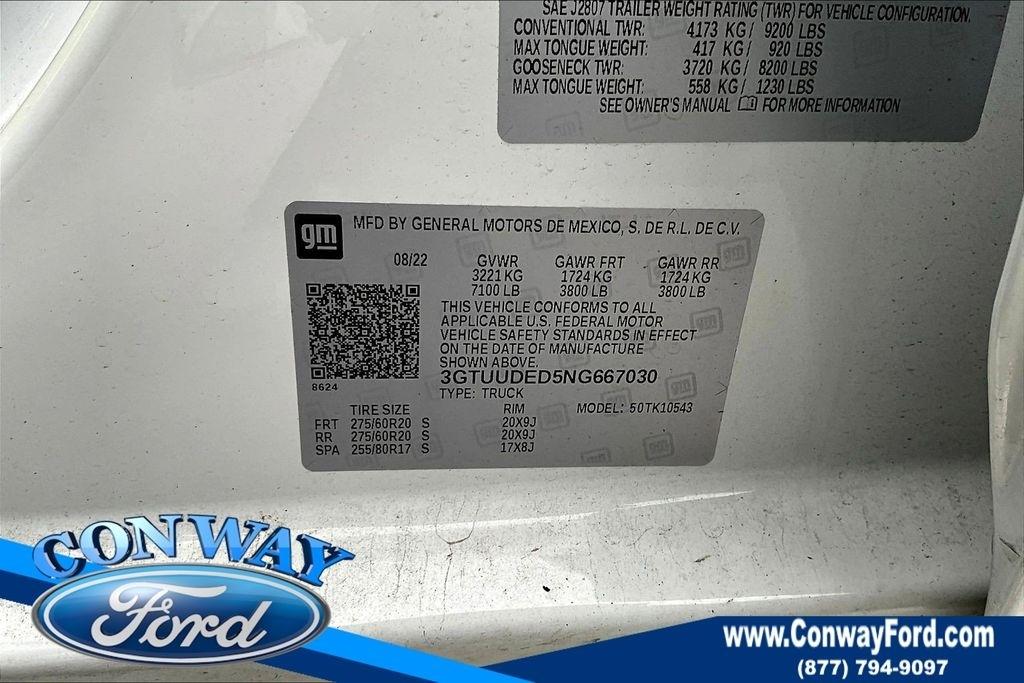 SAE J2807 TRAILER WEIGHT RATING (TWR) FOR VEHICLE CONFIGURATION.
CONVENTIONAL TWR: 4173 KG/ 9200 LBS
MAX TONGUE WEIGHT: 417 KG/ 920 LBS
GOOSENECK TWR: 3720 KG/ 8200 LBS
MAX TONGUE WEIGHT: 558 KG/ 1230 LBS
SEE OWNER'S MANUAL FOR MORE INFORMATION
gm MFD BY GENERAL MOTORS DE MEXICO, S. DE R.L. DE C.V.
08/22 GVWR GAWR FRT GAWR RR
3221 KG 1724 KG 1724 KG
7100 LB 3800 LB 3800 LB
THIS VEHICLE CONFORMS TO ALL
APPLICABLE U.S. FEDERAL MOTOR
VEHICLE SAFETY STANDARDS IN EFFECT
ON THE DATE OF MANUFACTURE
SHOWN ABOVE.
3GTUUDED5NG667030
8624
TYPE: TRUCK
TIRE SIZE RIM MODEL: 50TK10543
FRT 275/60R20 S 20X9J
RR 275/60R20 S 20X9J
SPA 255/80R17 S 17X8J
CONWAY
Ford
www.ConwayFord.com
(877) 794-9097